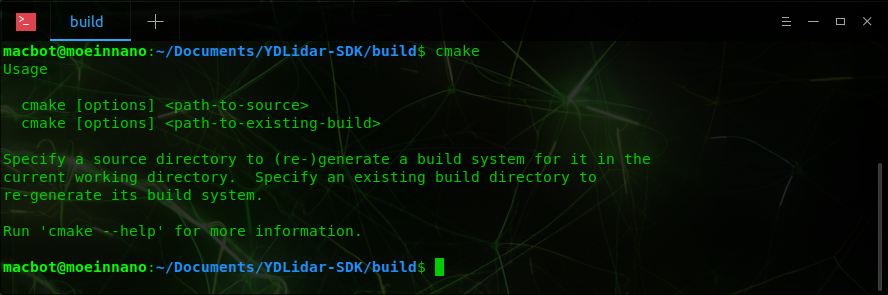 build
macbot@moeinnano:~/Documents/YDLidar-SDK/build$ cmake
Usage
cmake [options] <path-to-source>
cmake [options] <path-to-existing-build>
Specify a source directory to (re-)generate a build system for it in the
current working directory.  Specify an existing build directory to
re-generate its build system.
Run 'cmake --help' for more information.
macbot@moeinnano:~/Documents/YDLidar-SDK/build$